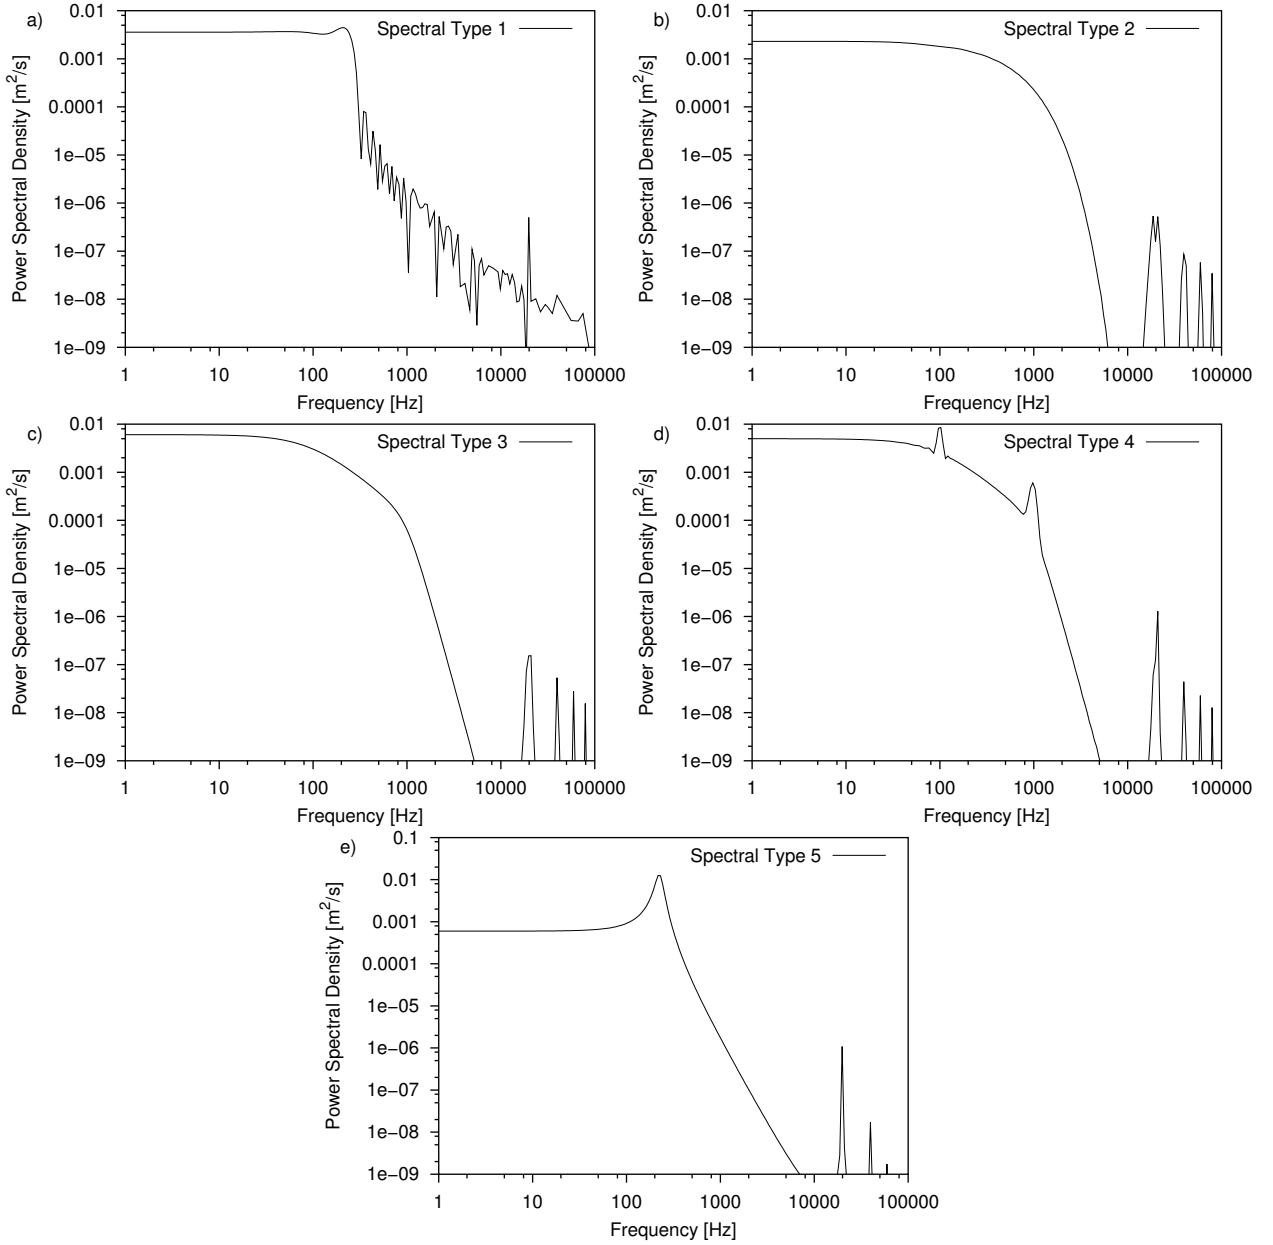 a)
Spectral Type 1
Power Spectral Density [m²/s]
0.01
0.001
0.0001
1e−05
1e−06
1e−07
1e−08
1e−09
1 10 100 1000 10000 100000
Frequency [Hz]
b)
Spectral Type 2
Power Spectral Density [m²/s]
0.01
0.001
0.0001
1e−05
1e−06
1e−07
1e−08
1e−09
1 10 100 1000 10000 100000
Frequency [Hz]
c)
Spectral Type 3
Power Spectral Density [m²/s]
0.01
0.001
0.0001
1e−05
1e−06
1e−07
1e−08
1e−09
1 10 100 1000 10000 100000
Frequency [Hz]
d)
Spectral Type 4
Power Spectral Density [m²/s]
0.01
0.001
0.0001
1e−05
1e−06
1e−07
1e−08
1e−09
1 10 100 1000 10000 100000
Frequency [Hz]
e)
Spectral Type 5
Power Spectral Density [m²/s]
0.1
0.01
0.001
0.0001
1e−05
1e−06
1e−07
1e−08
1e−09
1 10 100 1000 10000 100000
Frequency [Hz]